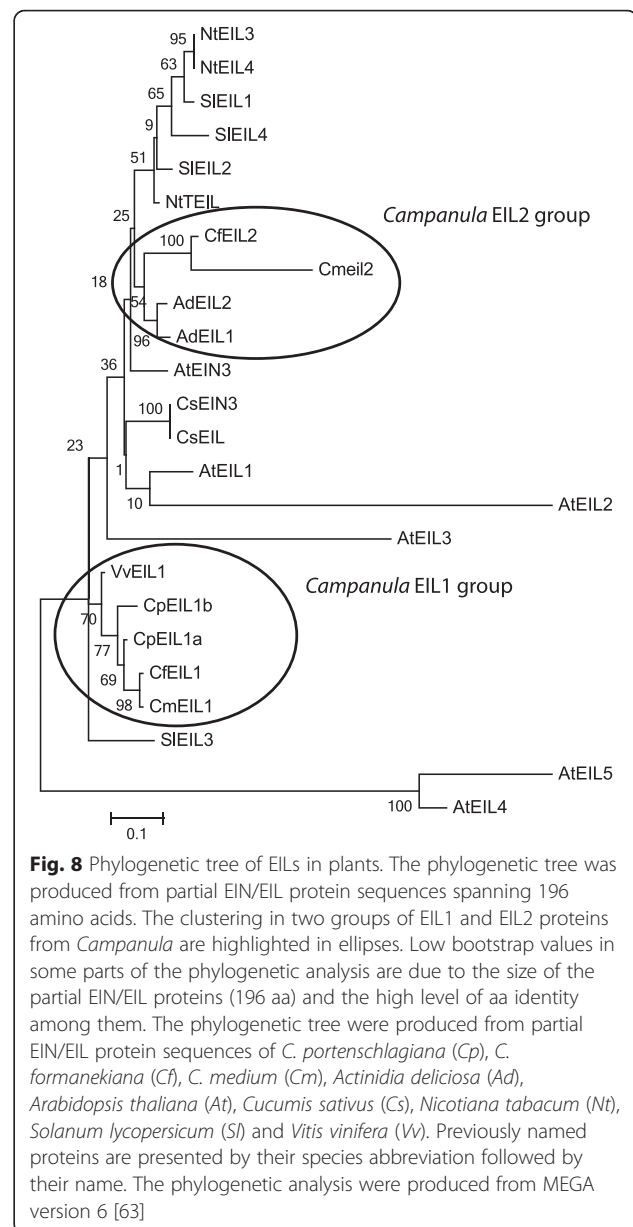 95
NtEIL3
NtEIL4
63
SlEIL1
65
SlEIL4
9
SlEIL2
51
NtTEIL
25
Campanula EIL2 group
100
CfEIL2
Cmeil2
18
54
AdEIL2
96
AdEIL1
36
AtEIN3
100
CsEIN3
CsEIL
23
1
AtEIL1
10
AtEIL2
AtEIL3
Campanula EIL1 group
VvEIL1
70
CpEIL1b
77
CpEIL1a
69
CfEIL1
98
CmEIL1
SlEIL3
AtEIL5
100
AtEIL4
0.1
Fig. 8 Phylogenetic tree of EILs in plants. The phylogenetic tree was
produced from partial EIN/EIL protein sequences spanning 196
amino acids. The clustering in two groups of EIL1 and EIL2 proteins
from Campanula are highlighted in ellipses. Low bootstrap values in
some parts of the phylogenetic analysis are due to the size of the
partial EIN/EIL proteins (196 aa) and the high level of aa identity
among them. The phylogenetic tree were produced from partial
EIN/EIL protein sequences of C. portenschlagiana (Cp), C.
formanekiana (Cf), C. medium (Cm), Actinidia deliciosa (Ad),
Arabidopsis thaliana (At), Cucumis sativus (Cs), Nicotiana tabacum (Nt),
Solanum lycopersicum (Sl) and Vitis vinifera (Vv). Previously named
proteins are presented by their species abbreviation followed by
their name. The phylogenetic analysis were produced from MEGA
version 6 [63]